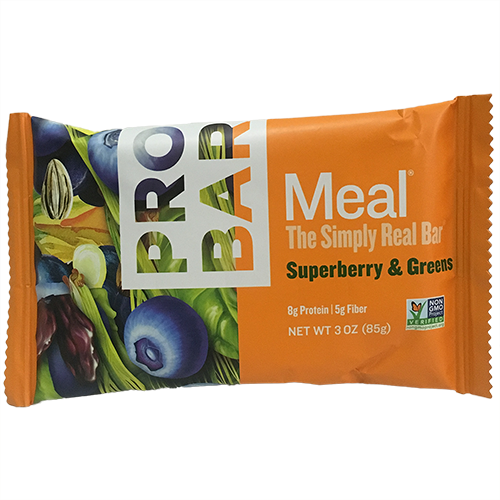 PRO
BAR
Meal®
The Simply Real Bar
Superberry & Greens
8g Protein | 5g Fiber
NET WT 3 OZ (85g)
NON
GMO
Project
VERIFIED